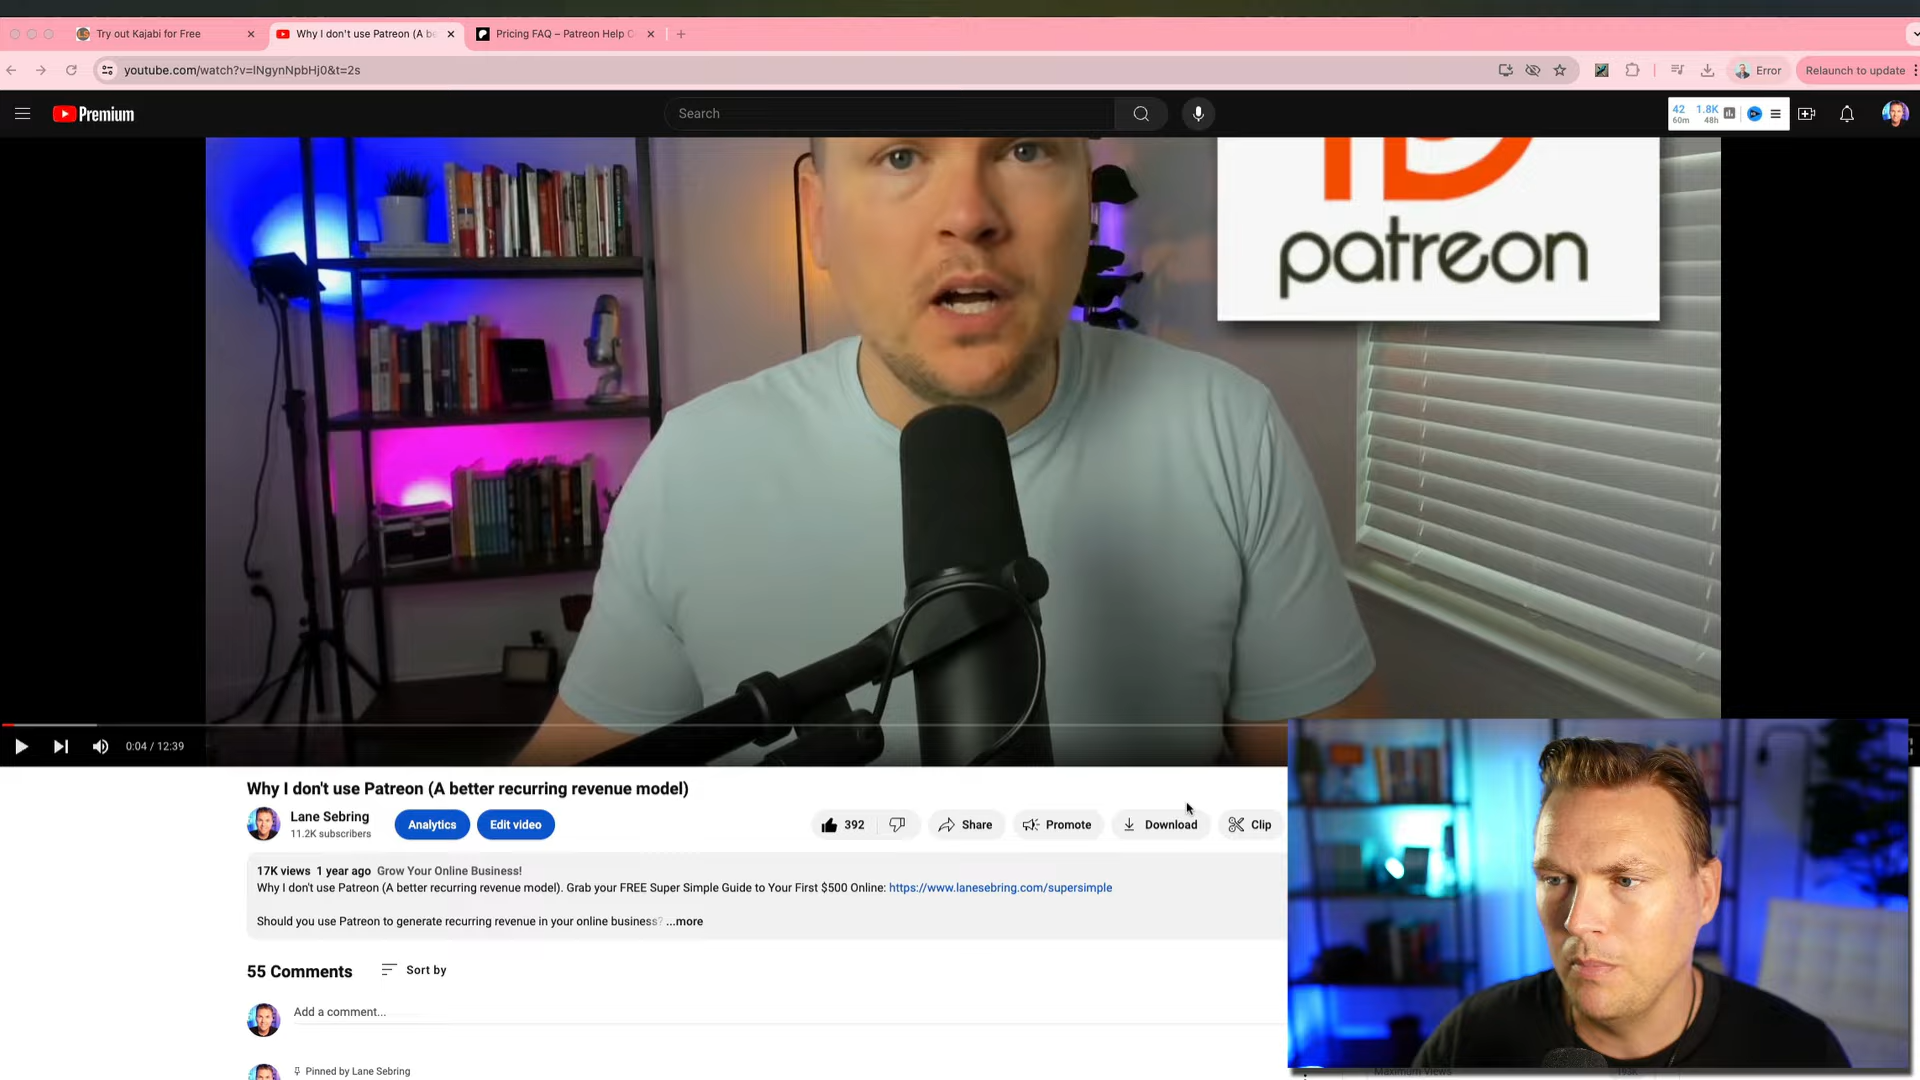 Try out Kajabi for Free
Why I don't use Patreon (A be
Pricing FAQ – Patreon Help C
youtube.com/watch?v=lNgynNpbHj0&t=2s
Error
Relaunch to update
Premium
Search
42 1.8K
60m 48h
patreon
0:04 / 12:39
Why I don't use Patreon (A better recurring revenue model)
Lane Sebring
11.2K subscribers
Analytics
Edit video
392
Share
Promote
Download
Clip
17K views 1 year ago Grow Your Online Business!
Why I don't use Patreon (A better recurring revenue model). Grab your FREE Super Simple Guide to Your First $500 Online: https://www.lanesebring.com/supersimple
Should you use Patreon to generate recurring revenue in your online business? ...more
55 Comments
Sort by
Add a comment...
Pinned by Lane Sebring
Maximum Views